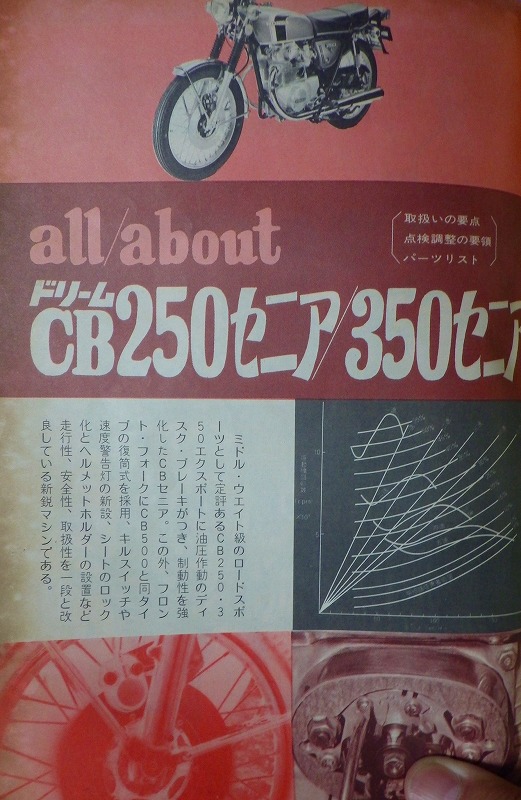 all/about
取扱いの要点
点検調整の要領
パーツリスト
ドリーム
CB250セニア/350セニア
ミドル・ウエイト級のロードスポ
ーツとして定評あるCB250・3
50エクスポートに油圧作動のディ
スク・ブレーキがつき、制動性を強
化したCBセニア。この外、フロン
ト・フォークにCB500と同タイ
プの復筒式を採用、キルスイッチや
速度警告灯の新設、シートのロック
化とヘルメットホルダーの設置など
走行性、安全性、取扱性を一段と改
良している新鋭マシンである。
10
5